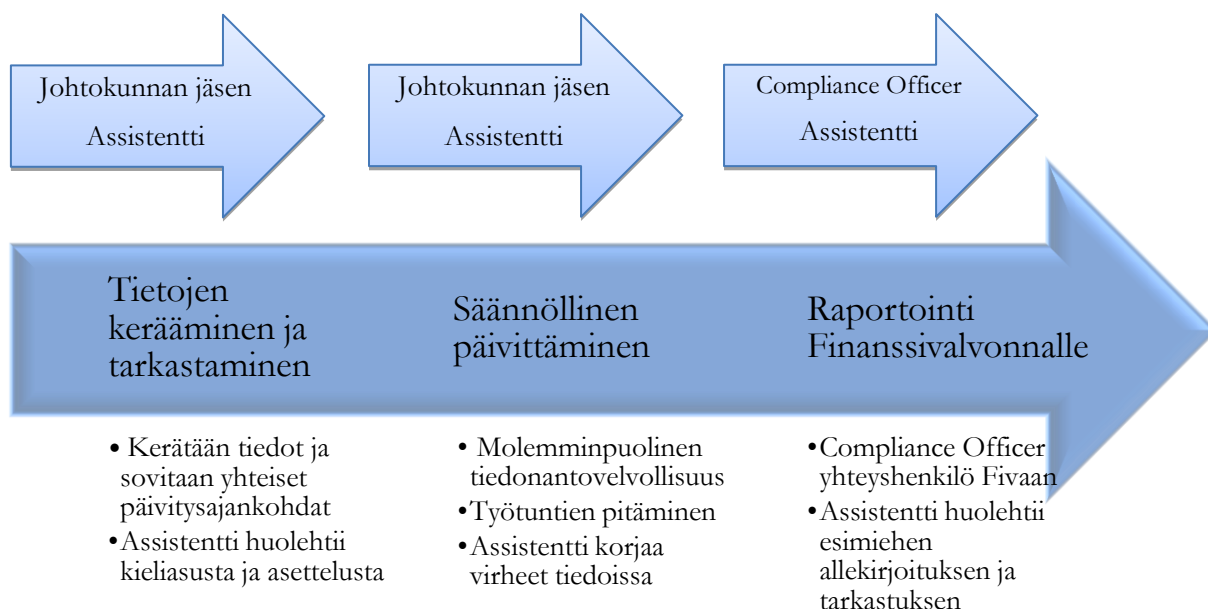 Johtokunnan jäsen
Assistentti
Johtokunnan jäsen
Assistentti
Compliance Officer
Assistentti
Tietojen
kerääminen ja
tarkastaminen
Säännöllinen
päivittäminen
Raportointi
Finanssivalvonnalle
• Kerätään tiedot ja
sovitaan yhteiset
päivitysajankohdat
•Assistentti huolehtii
kieliasusta ja asettelusta
• Molemminpuolinen
tiedonantovelvollisuus
•Työtuntien pitäminen
•Assistentti korjaa
virheet tiedoissa
•Compliance Officer
yhteyshenkilö Fivaan
•Assistentti huolehtii
esimiehen
allekirjoituksen ja
tarkastuksen